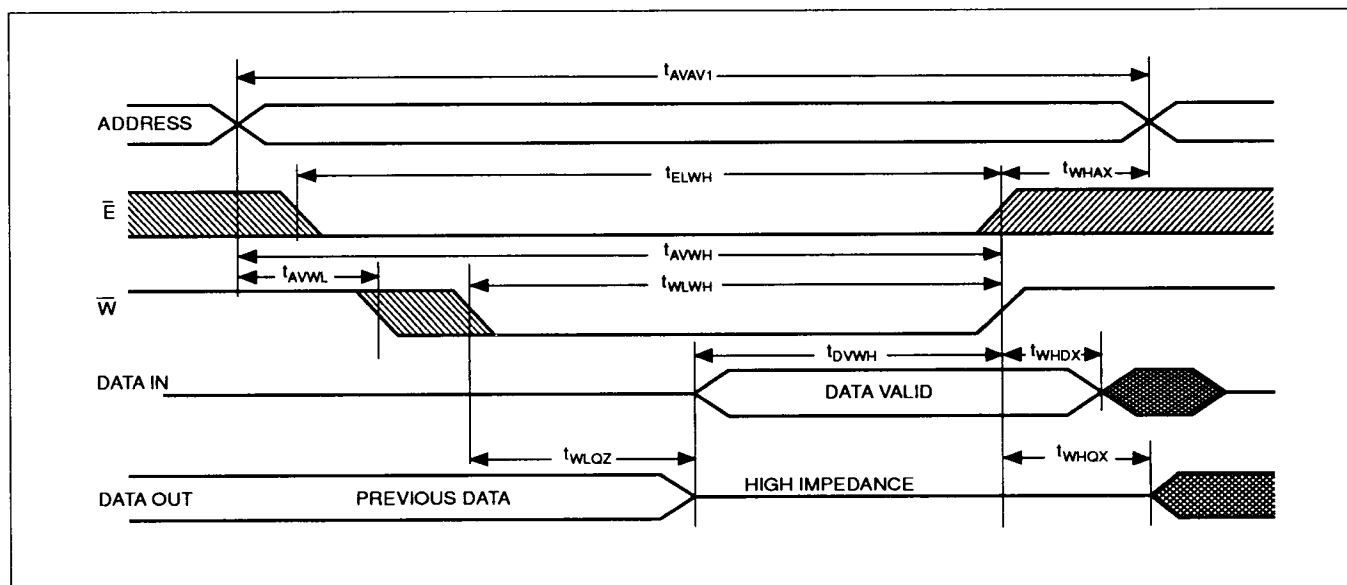 tAVAV1
ADDRESS
tELWH
tWHAX
E̅
tAVWH
tAVWL
tWLWH
W̅
tDVWH
tWHDX
DATA IN
DATA VALID
tWLQZ
tWHQX
DATA OUT
PREVIOUS DATA
HIGH IMPEDANCE